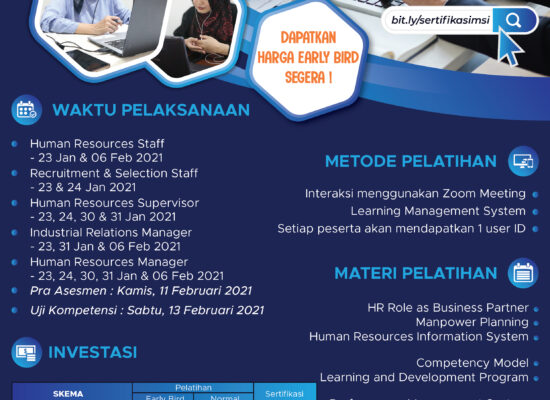 bit.ly/sertifikasimsi
DAPATKAN
HARGA EARLY BIRD
SEGERA !
WAKTU PELAKSANAAN
Human Resources Staff
- 23 Jan & 06 Feb 2021
Recruitment & Selection Staff
- 23 & 24 Jan 2021
Human Resources Supervisor
- 23, 24, 30 & 31 Jan 2021
Industrial Relations Manager
- 23, 31 Jan & 06 Feb 2021
Human Resources Manager
- 23, 24, 30, 31 Jan & 06 Feb 2021
Pra Asesmen : Kamis, 11 Februari 2021
Uji Kompetensi : Sabtu, 13 Februari 2021
INVESTASI
SKEMA
Pelatihan
Early Bird
Normal
Sertifikasi
METODE PELATIHAN
Interaksi menggunakan Zoom Meeting
Learning Management System
Setiap peserta akan mendapatkan 1 user ID
MATERI PELATIHAN
HR Role as Business Partner
Manpower Planning
Human Resources Information System
Competency Model
Learning and Development Program